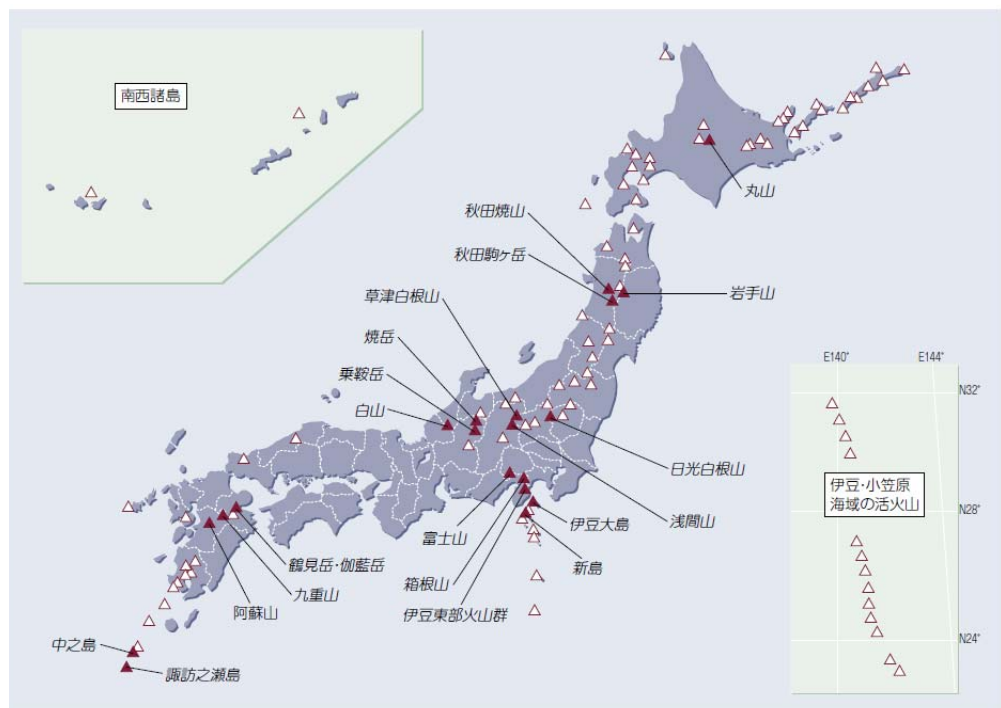 南西諸島
丸山
秋田焼山
秋田駒ヶ岳
岩手山
草津白根山
焼岳
乗鞍岳
白山
E140°
E144°
N32°
日光白根山
伊豆・小笠原
海域の活火山
浅間山
伊豆大島
富士山
N28°
新島
鶴見岳・伽藍岳
箱根山
九重山
伊豆東部火山群
阿蘇山
中之島
N24°
諏訪之瀬島